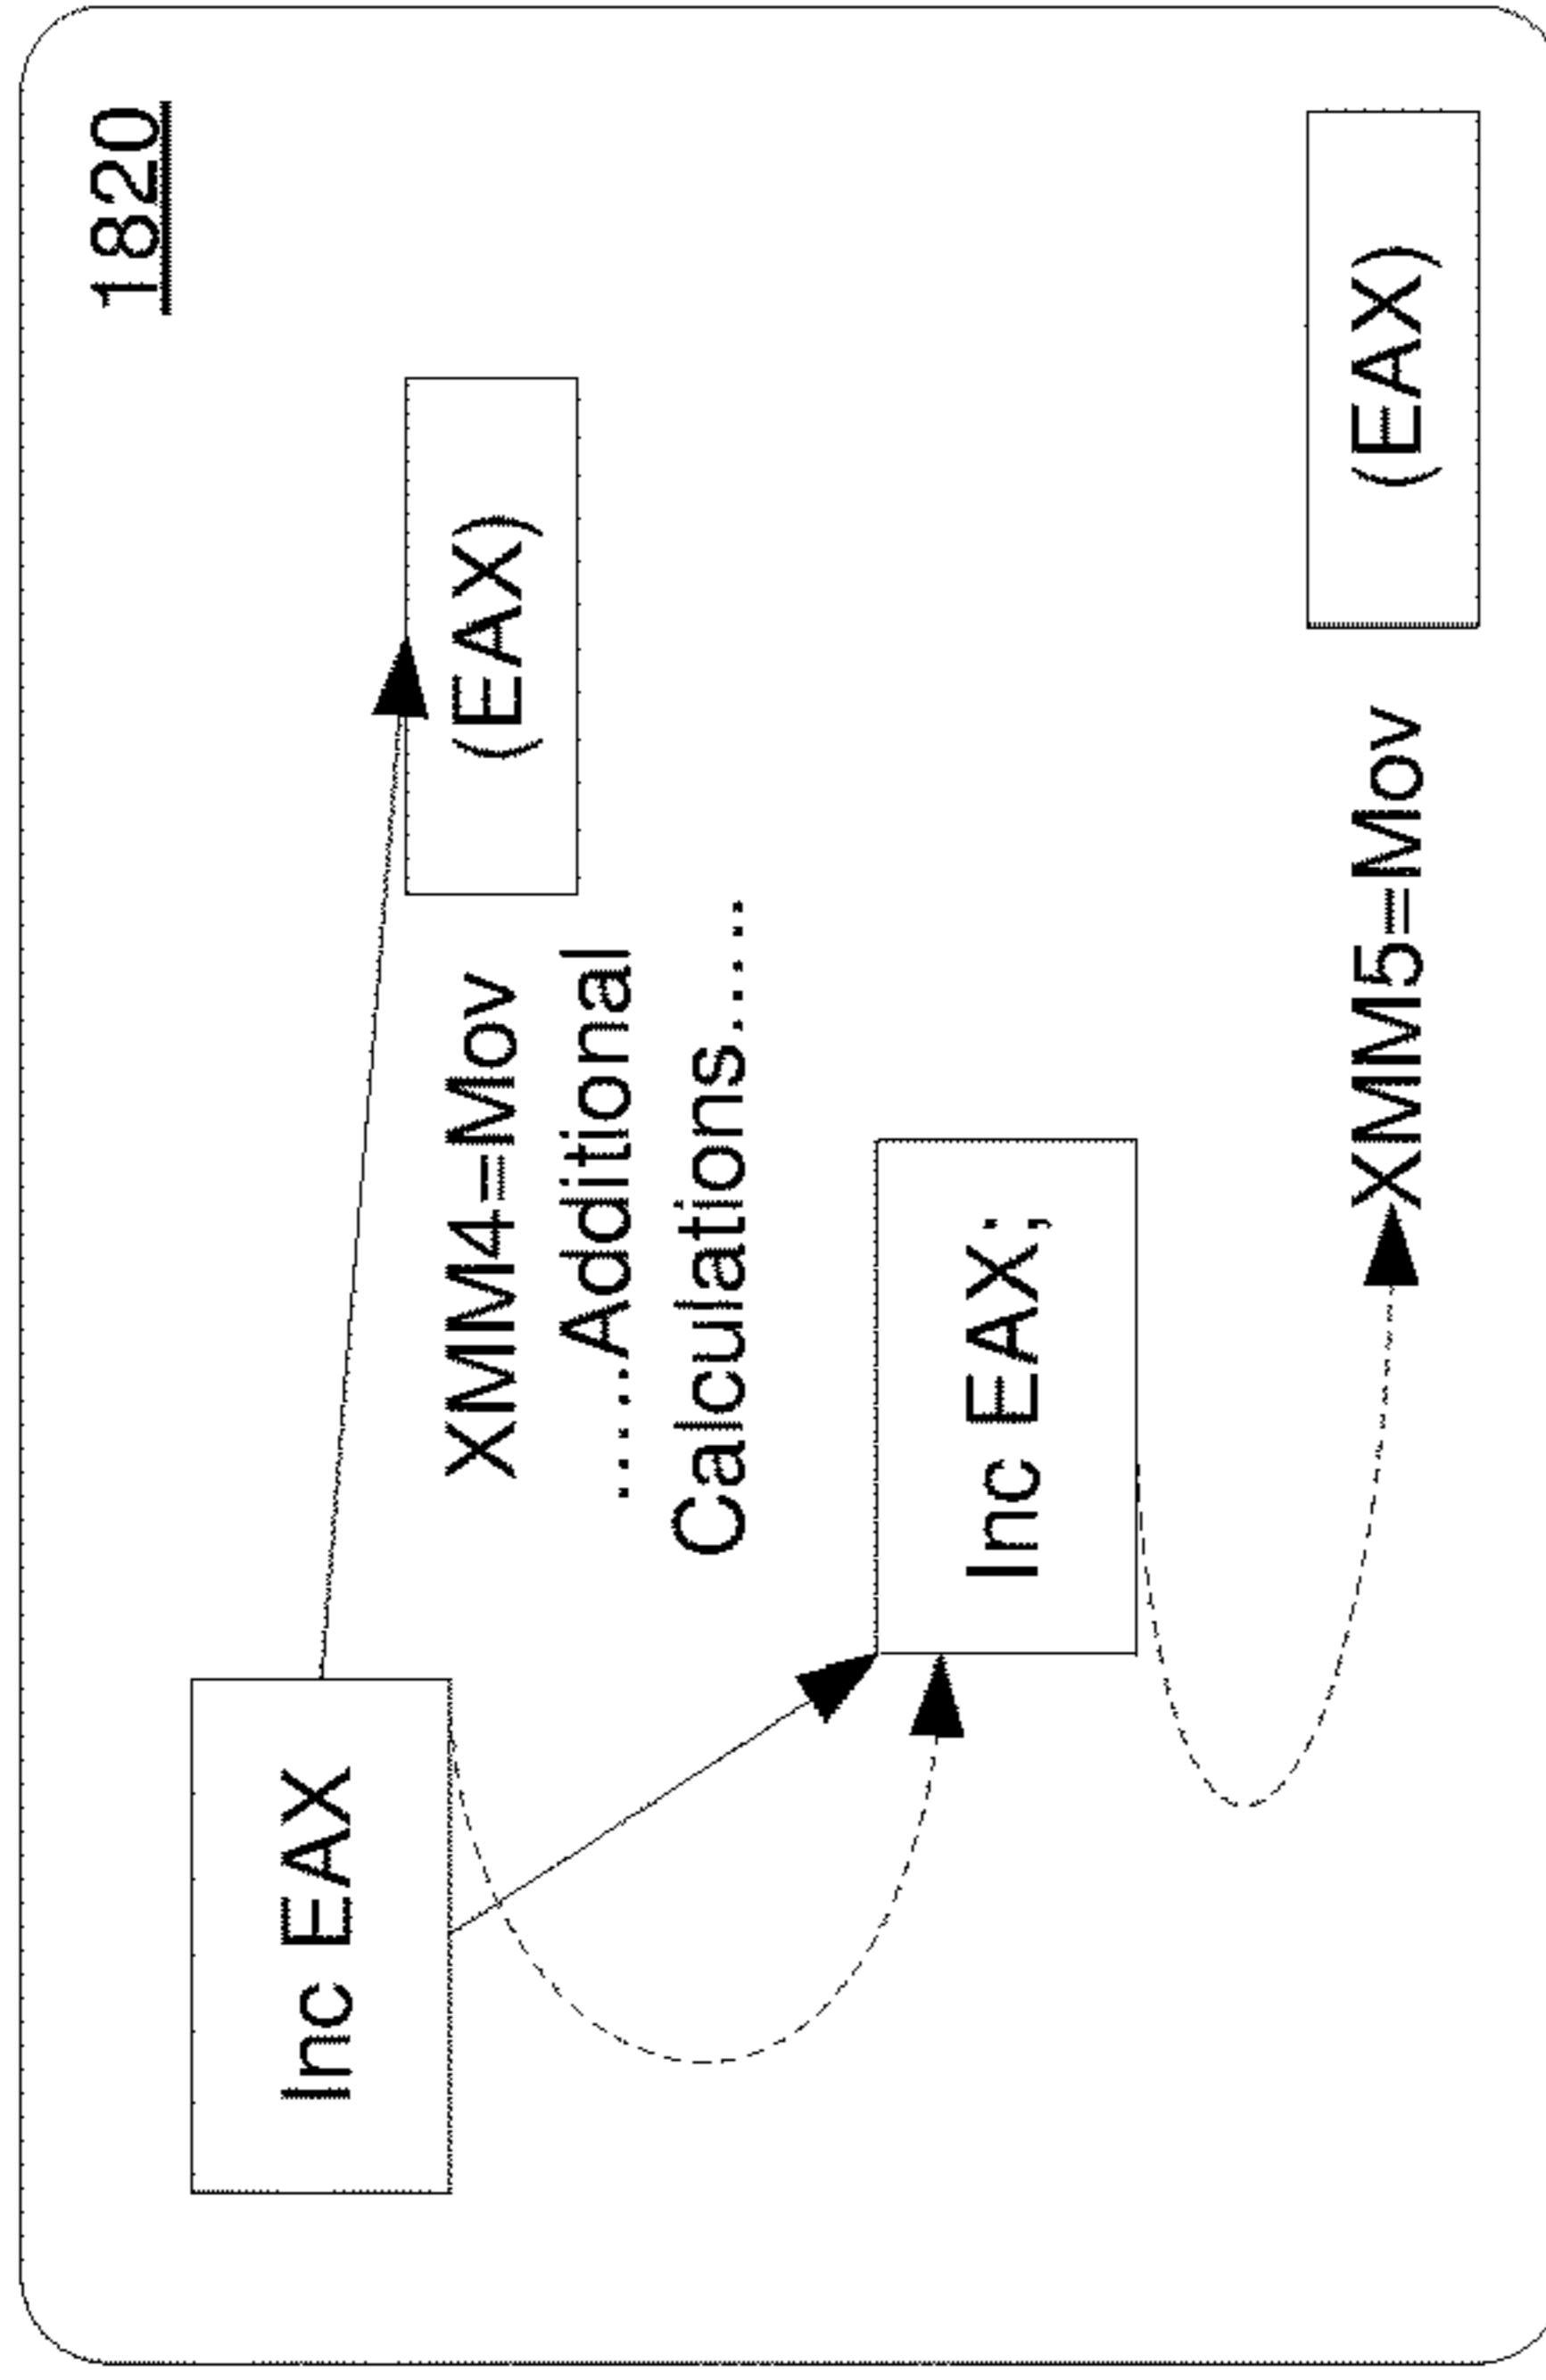 1820
Inc EAX
XMM4=Mov (EAX)
.....Additional
Calculations.....
Inc EAX;
XMM5=Mov (EAX)